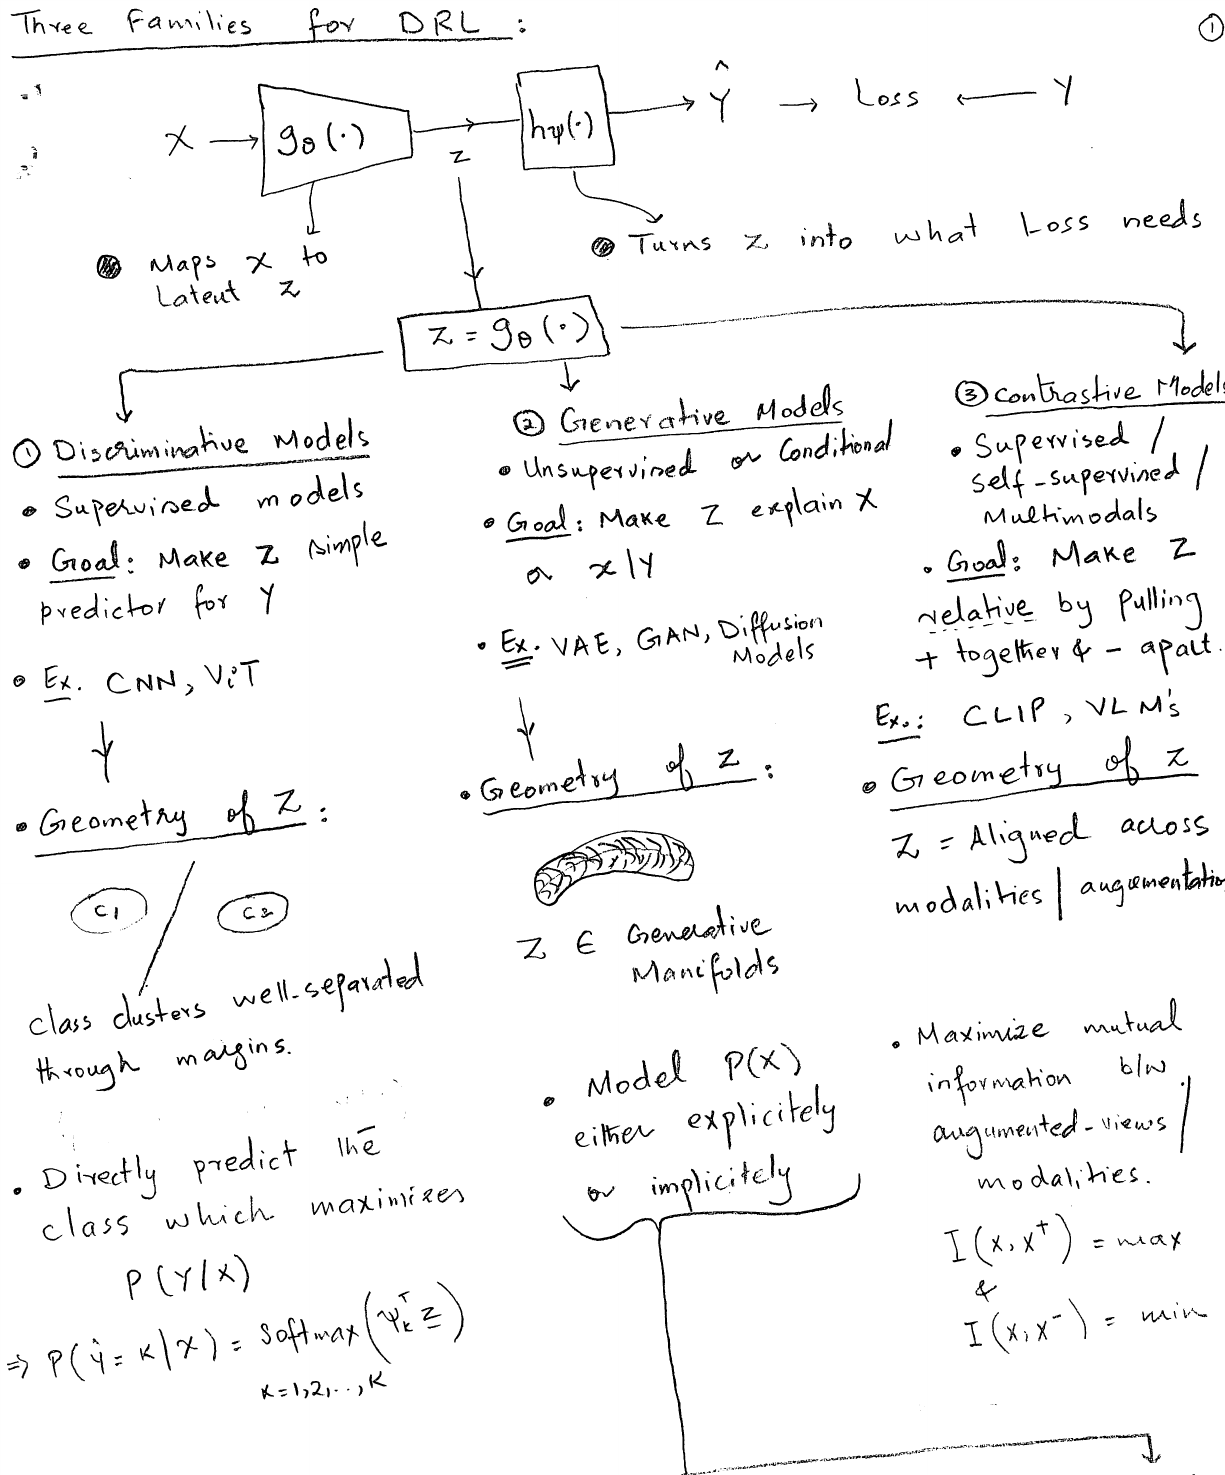 Three Families for DRL :
①
X → gθ(·) → z → hψ(·) → Ŷ → Loss ← Y
Maps x to
Latent z
Turns z into what Loss needs
Z = gθ(·)
① Discriminative Models
• Supervised models
• Goal: Make Z simple
predictor for Y
• Ex. CNN, ViT
• Geometry of Z :
C1
C2
class clusters well-separated
through margins.
• Directly predict the
class which maximizes
P(Y|X)
⇒ P(ŷ = K|X) = Softmax(ψₖᵀ z)
K=1,2,..,K
② Generative Models
• Unsupervised or Conditional
• Goal: Make Z explain X
or x|Y
• Ex. VAE, GAN, Diffusion
Models
• Geometry of z :
Z ∈ Generative
Manifolds
• Model P(X)
either explicitely
or implicitely
③ Contrastive Models
• Supervised /
self-supervised /
Multimodals
• Goal: Make Z
relative by Pulling
+ together & - apart.
Ex.: CLIP, VLM's
• Geometry of z
Z = Aligned across
modalities | augumentation
• Maximize mutual
information b/w
augumented-views /
modalities.
I(x, x⁺) = max
&
I(x, x⁻) = min